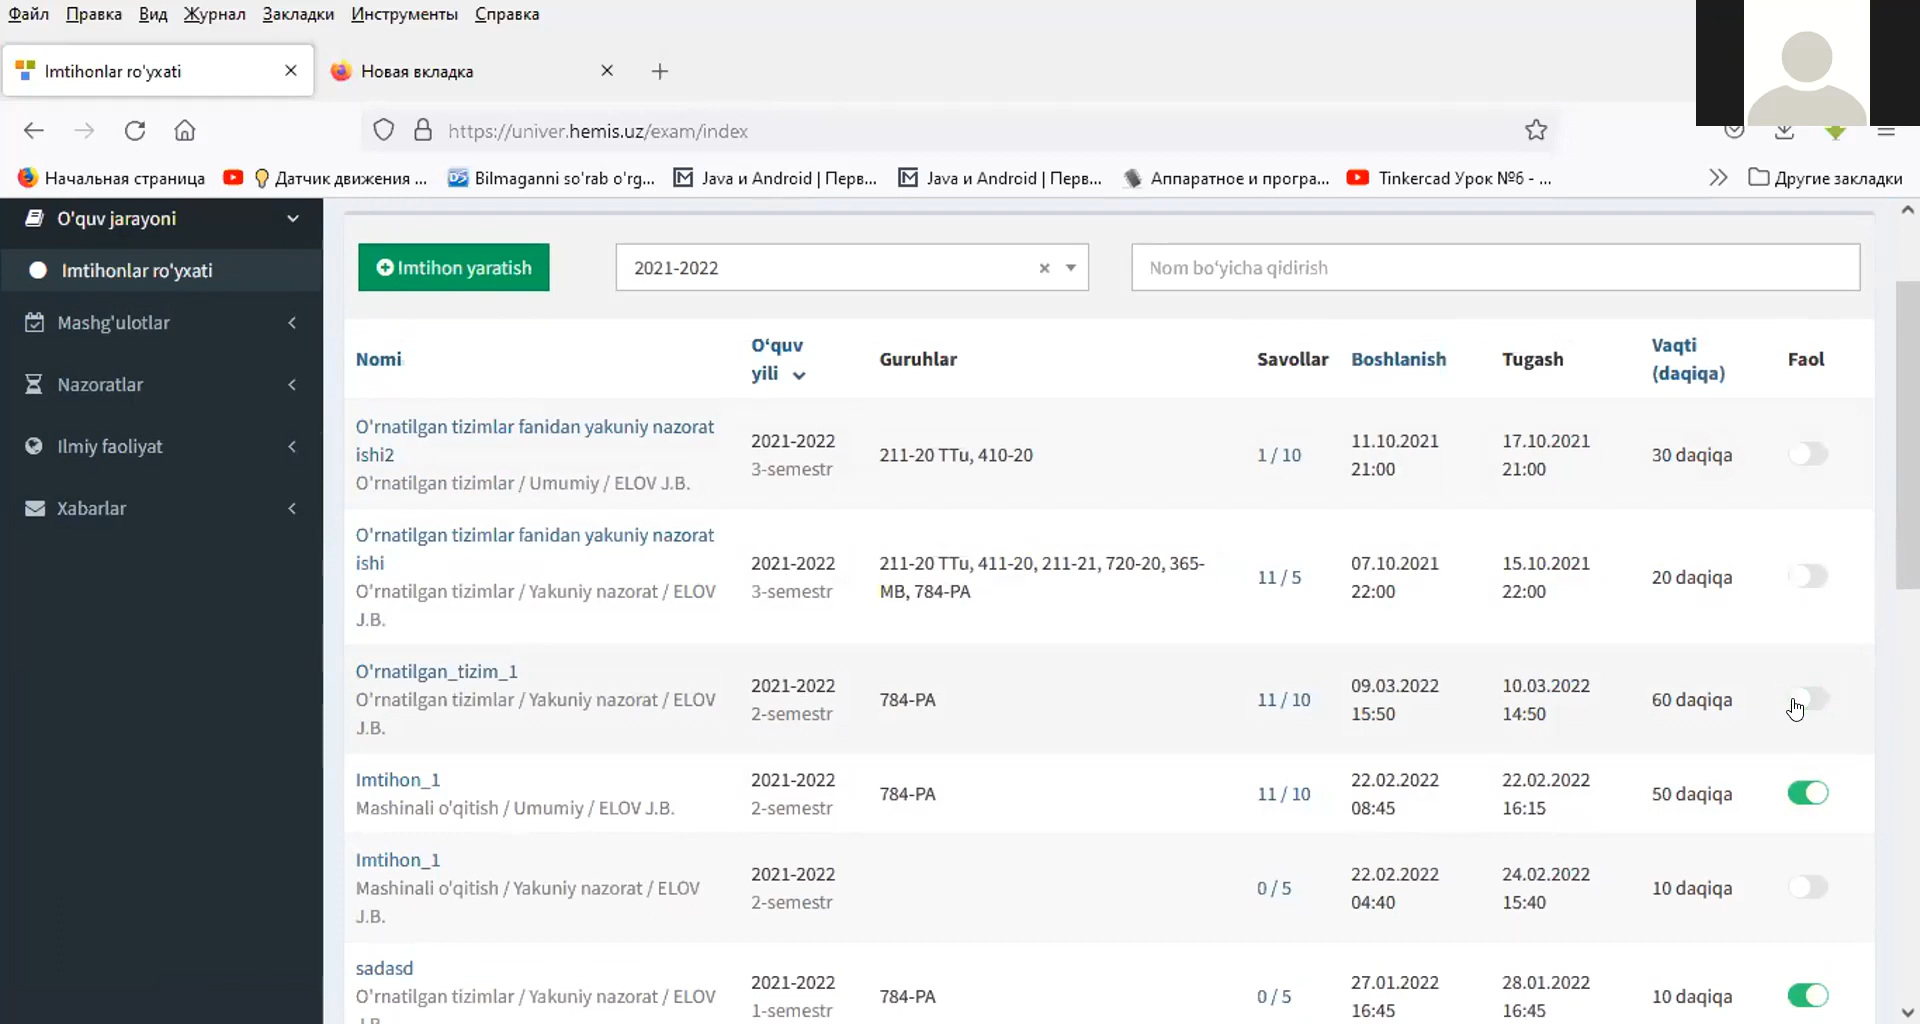 Файл Правка Вид Журнал Закладки Инструменты Справка
Imtihonlar ro'yxati
Новая вкладка
https://univer.hemis.uz/exam/index
Начальная страница
Датчик движения ...
Bilmaganni so'rab o'rg...
Java и Android | Перв...
Java и Android | Перв...
Аппаратное и програ...
Tinkercad Урок №6 - ...
Другие закладки
O'quv jarayoni
Imtihonlar ro'yxati
Mashg'ulotlar
Nazoratlar
Ilmiy faoliyat
Xabarlar
Imtihon yaratish
2021-2022
Nom bo‘yicha qidirish
Nomi
O‘quv
yili
Guruhlar
Savollar
Boshlanish
Tugash
Vaqti
(daqiqa)
Faol
O'rnatilgan tizimlar fanidan yakuniy nazorat
ishi2
O'rnatilgan tizimlar / Umumiy / ELOV J.B.
2021-2022
3-semestr
211-20 TTu, 410-20
1 / 10
11.10.2021
21:00
17.10.2021
21:00
30 daqiqa
O'rnatilgan tizimlar fanidan yakuniy nazorat
ishi
O'rnatilgan tizimlar / Yakuniy nazorat / ELOV
J.B.
2021-2022
3-semestr
211-20 TTu, 411-20, 211-21, 720-20, 365-
MB, 784-PA
11 / 5
07.10.2021
22:00
15.10.2021
22:00
20 daqiqa
O'rnatilgan_tizim_1
O'rnatilgan tizimlar / Yakuniy nazorat / ELOV
J.B.
2021-2022
2-semestr
784-PA
11 / 10
09.03.2022
15:50
10.03.2022
14:50
60 daqiqa
Imtihon_1
Mashinali o'qitish / Umumiy / ELOV J.B.
2021-2022
2-semestr
784-PA
11 / 10
22.02.2022
08:45
22.02.2022
16:15
50 daqiqa
Imtihon_1
Mashinali o'qitish / Yakuniy nazorat / ELOV
J.B.
2021-2022
2-semestr
0 / 5
22.02.2022
04:40
24.02.2022
15:40
10 daqiqa
sadasd
O'rnatilgan tizimlar / Yakuniy nazorat / ELOV
J.B.
2021-2022
1-semestr
784-PA
0 / 5
27.01.2022
16:45
28.01.2022
16:45
10 daqiqa